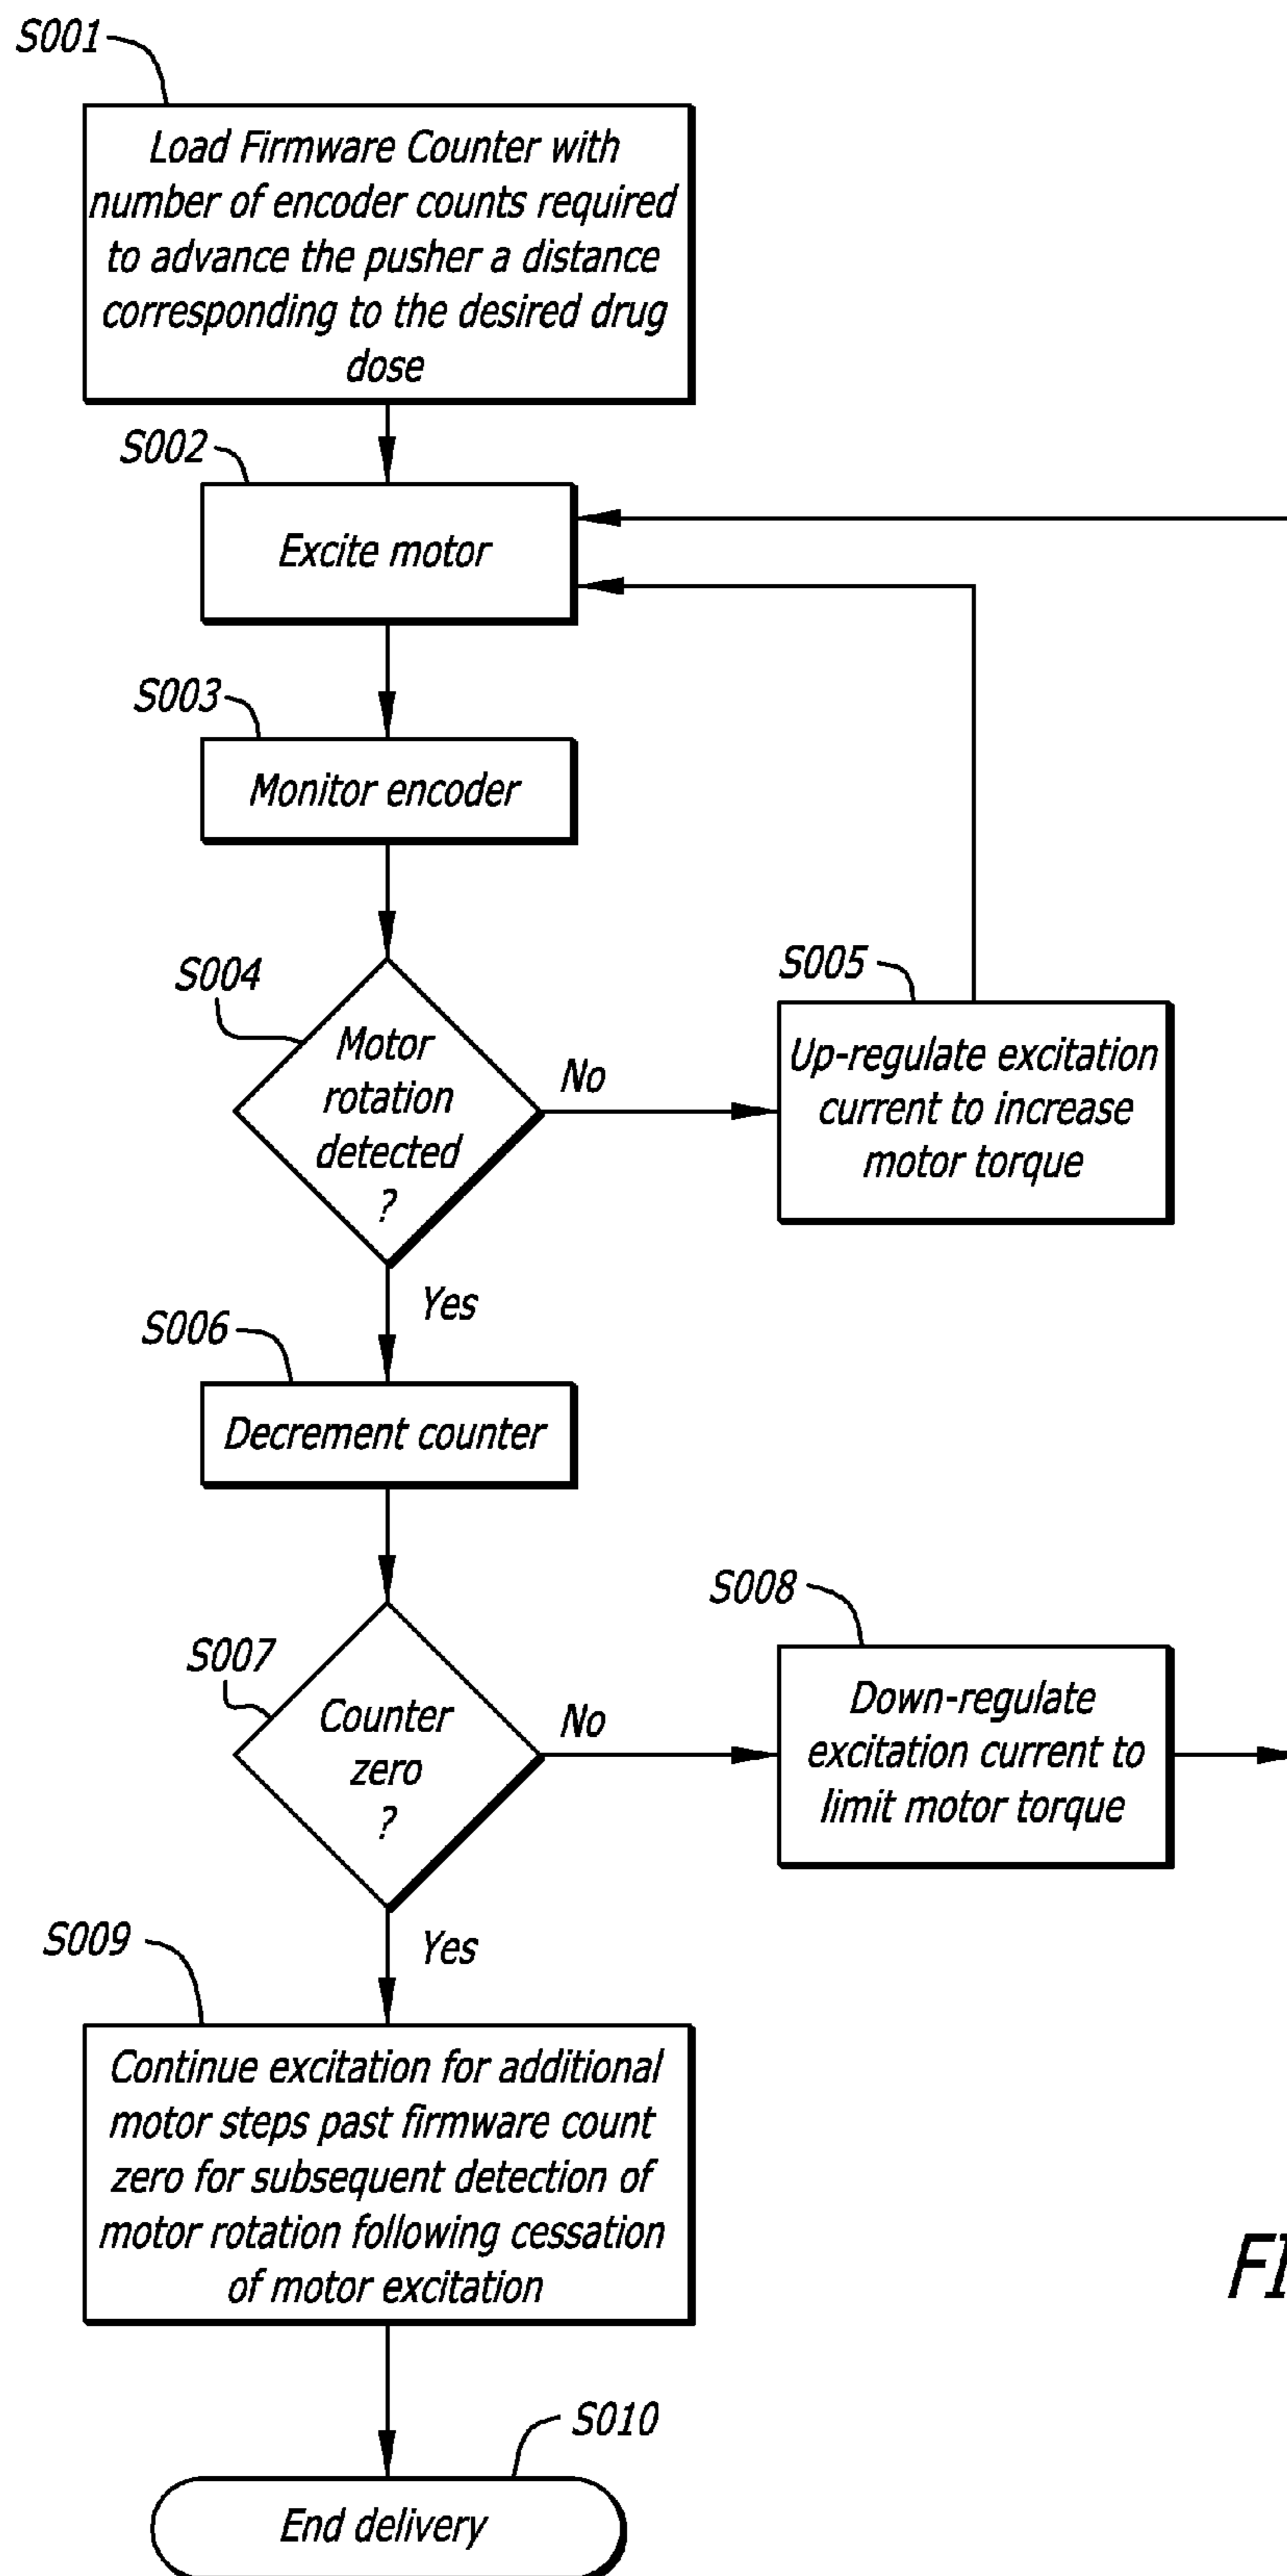 S001
Load Firmware Counter with
number of encoder counts required
to advance the pusher a distance
corresponding to the desired drug
dose
S002
Excite motor
S003
Monitor encoder
S004
Motor
rotation
detected
?
No
S005
Up-regulate excitation
current to increase
motor torque
Yes
S006
Decrement counter
S007
Counter
zero
?
No
S008
Down-regulate
excitation current to
limit motor torque
Yes
S009
Continue excitation for additional
motor steps past firmware count
zero for subsequent detection of
motor rotation following cessation
of motor excitation
S010
End delivery